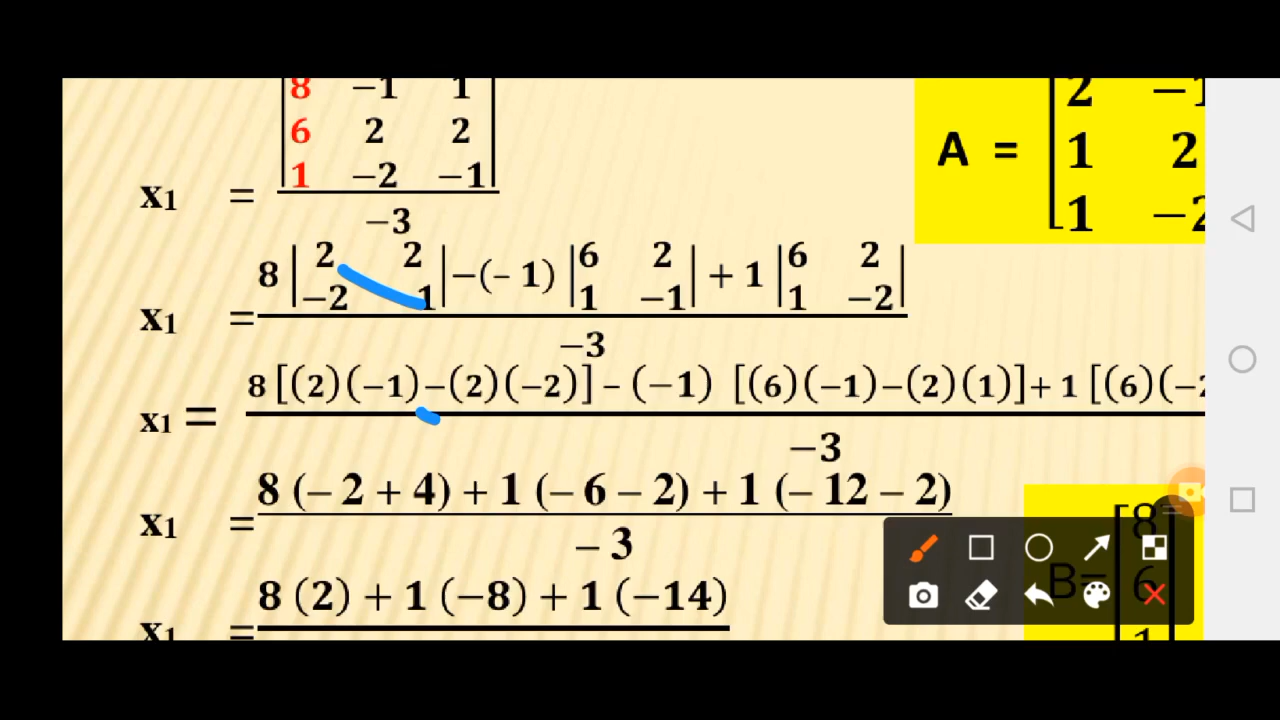 8 −1 1
6 2 2
1 −2 −1
x1 =
−3
x1 = 8 | 2 2 | −(− 1) | 6 2 | + 1 | 6 2 |
−2 1 1 −1 1 −2
−3
x1 = 8 [(2)(−1)−(2)(−2)] − (−1) [(6)(−1)−(2)(1)]+ 1 [(6)(−2
−3
x1 = 8 (− 2 + 4) + 1 (− 6 − 2) + 1 (− 12 − 2)
− 3
x1 = 8 (2) + 1 (−8) + 1 (−14)
2 −1
A = 1 2
1 −2
8
B= 6
1